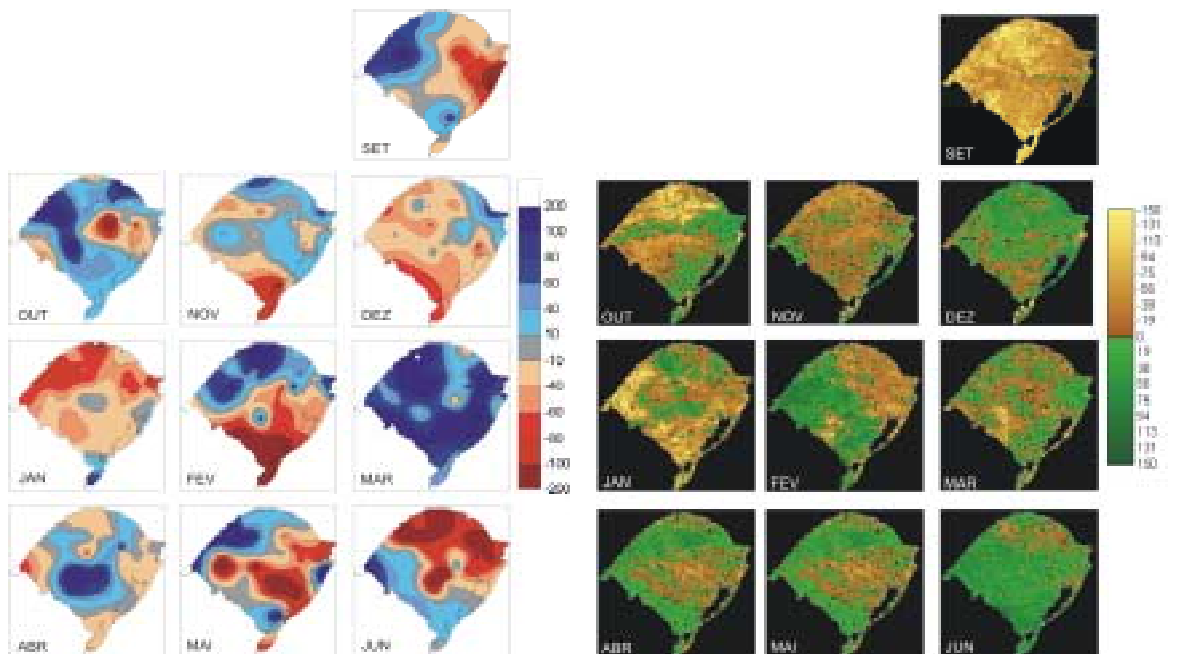 SET
SET
OUT
NOV
DEZ
200
100
80
60
40
10
-10
-40
-60
-80
-100
-200
OUT
NOV
DEZ
-150
-131
-113
-94
-75
-56
-38
-19
0
19
38
56
75
94
113
131
150
JAN
FEV
MAR
JAN
FEV
MAR
ABR
MAI
JUN
ABR
MAI
JUN